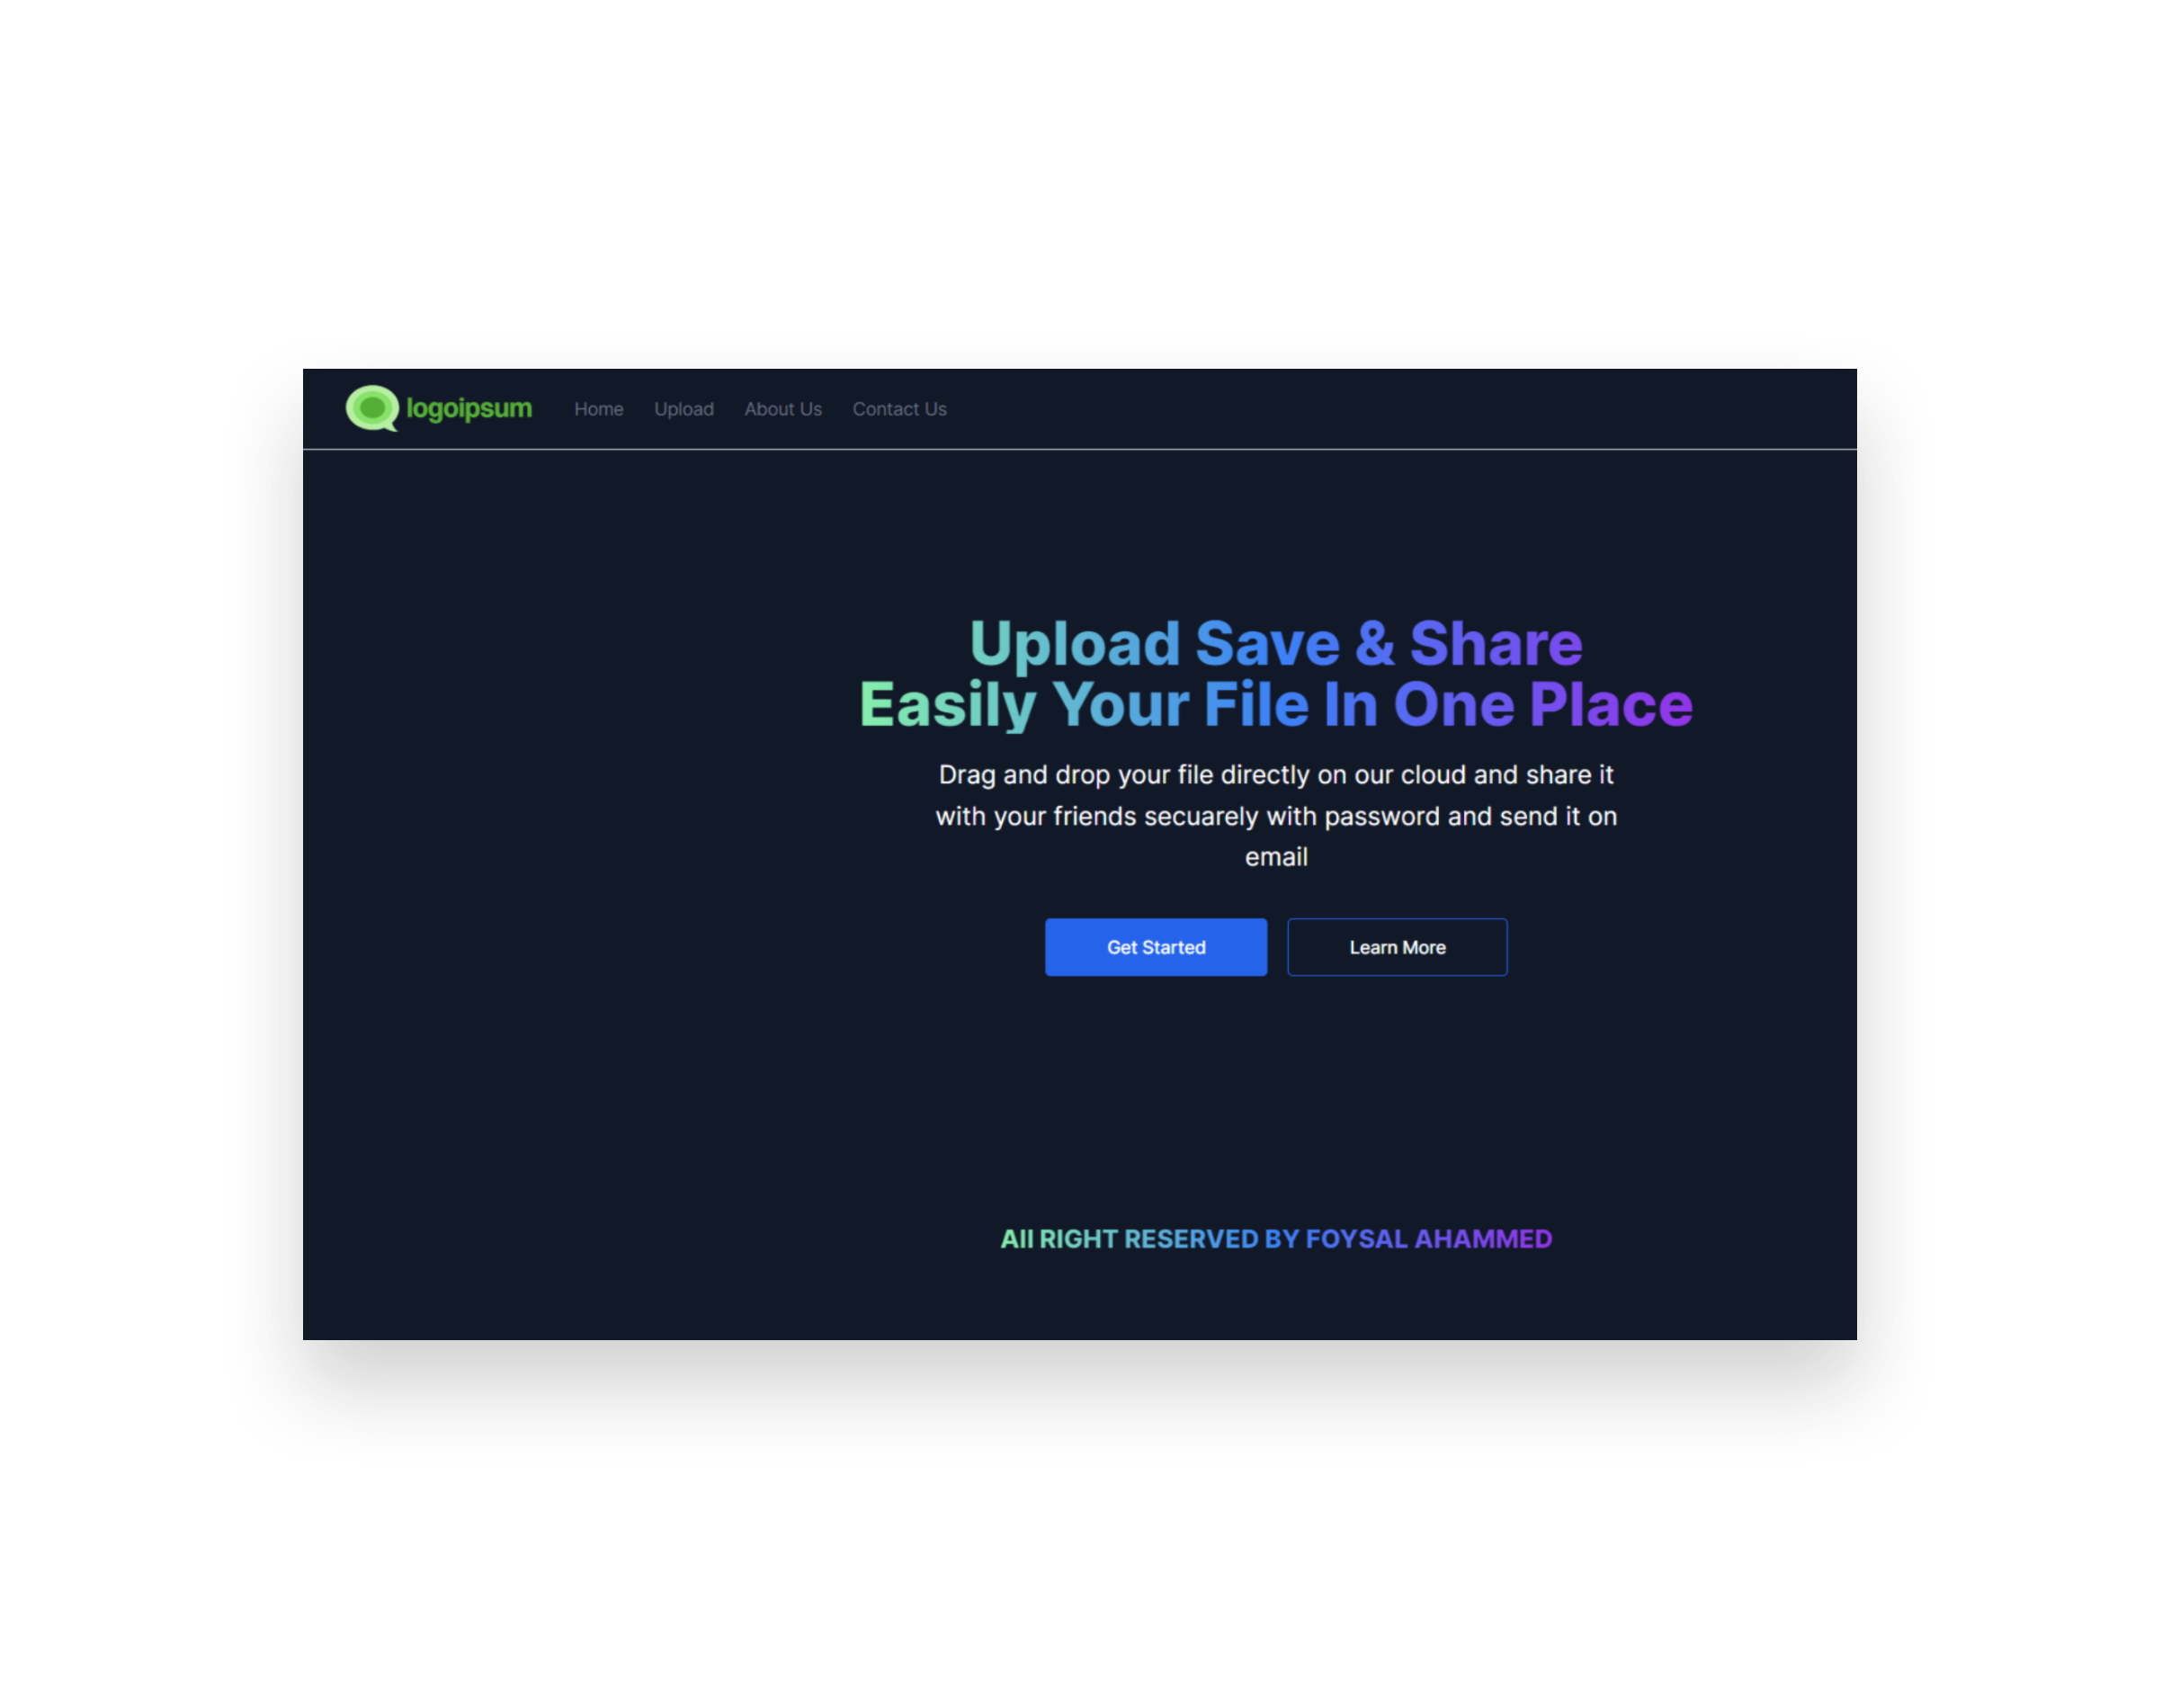 logoipsum Home Upload About Us Contact Us
Upload Save & Share
Easily Your File In One Place
Drag and drop your file directly on our cloud and share it
with your friends secuarely with password and send it on
email
Get Started Learn More
All RIGHT RESERVED BY FOYSAL AHAMMED